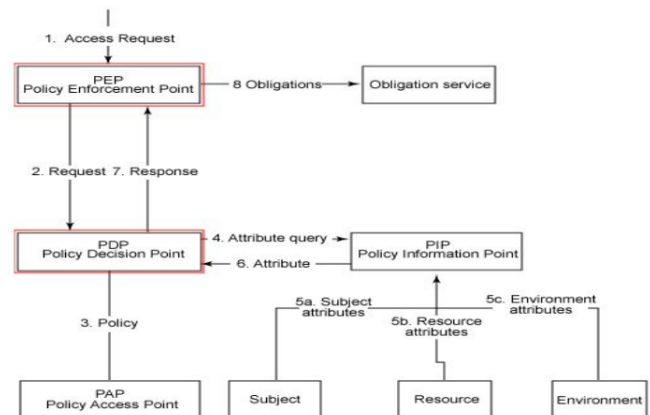 1. Access Request
PEP
Policy Enforcement Point
8 Obligations
Obligation service
2. Request
7. Response
PDP
Policy Decision Point
4. Attribute query
PIP
Policy Information Point
6. Attribute
3. Policy
5a. Subject
attributes
5b. Resource
attributes
5c. Environment
attributes
PAP
Policy Access Point
Subject
Resource
Environment